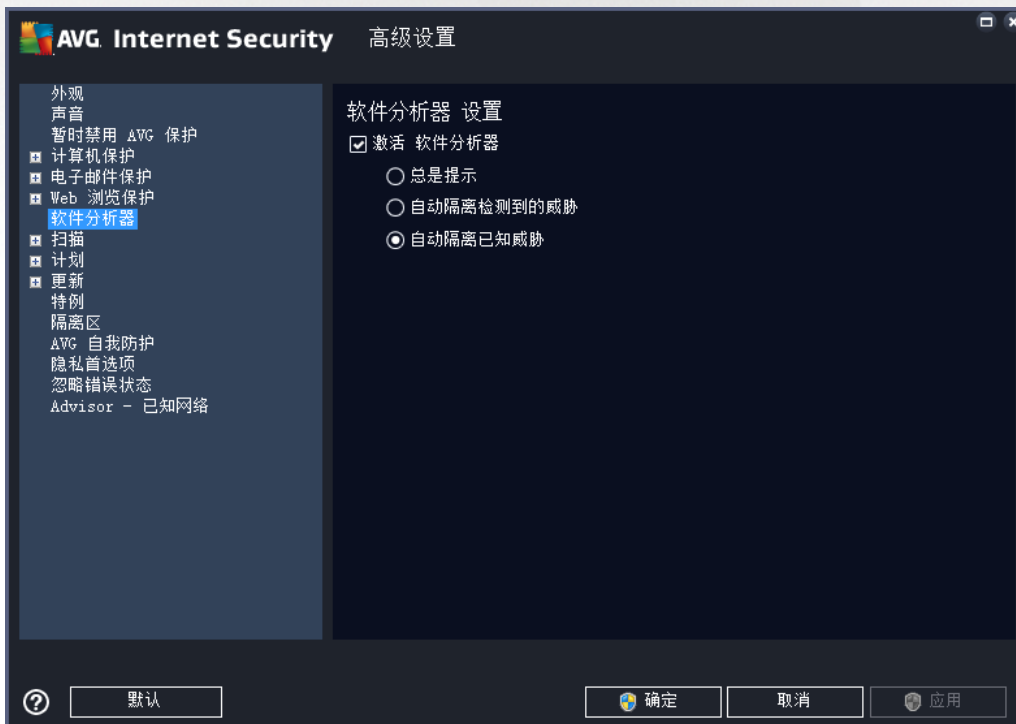 AVG Internet Security 高级设置
外观
声音
暂时禁用 AVG 保护
计算机保护
电子邮件保护
Web 浏览保护
软件分析器
扫描
计划
更新
特例
隔离区
AVG 自我防护
隐私首选项
忽略错误状态
Advisor - 已知网络
软件分析器 设置
激活 软件分析器
总是提示
自动隔离检测到的威胁
自动隔离已知威胁
默认
确定
取消
应用